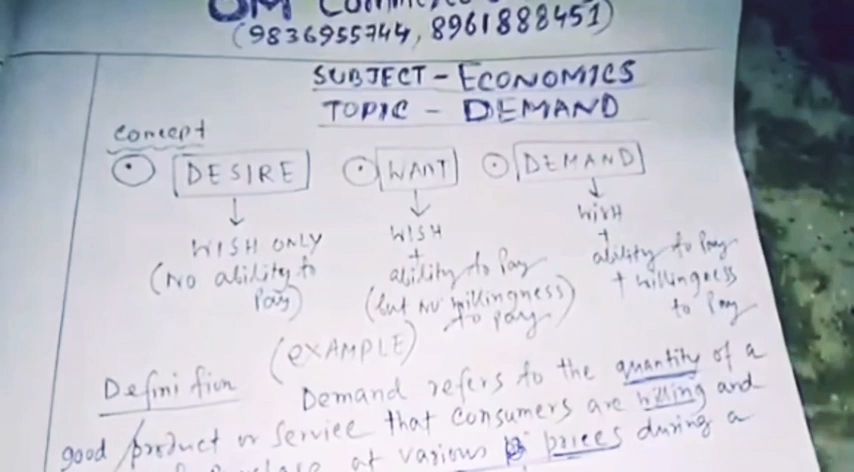 OM Comme
(9836955744, 8961888451)
SUBJECT - ECONOMICS
TOPIC - DEMAND
Concept
DESIRE WANT DEMAND
WISH ONLY
(No ability to
Pay)
WISH
+
ability to Pay
(but no willingness)
to pay
WISH
+
ability to Pay
+ willingness
to Pay
(EXAMPLE)
Definition Demand refers to the quantity of a
good/product or service that consumers are willing and
at various prices during a